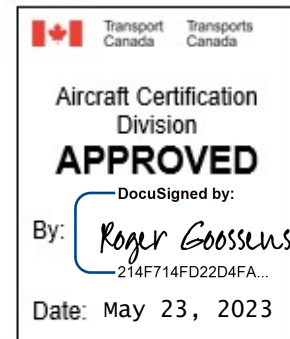 Transport Transports
Canada Canada
Aircraft Certification
Division
APPROVED
DocuSigned by:
By: Roger Goossens
214F714FD22D4FA...
Date: May 23, 2023